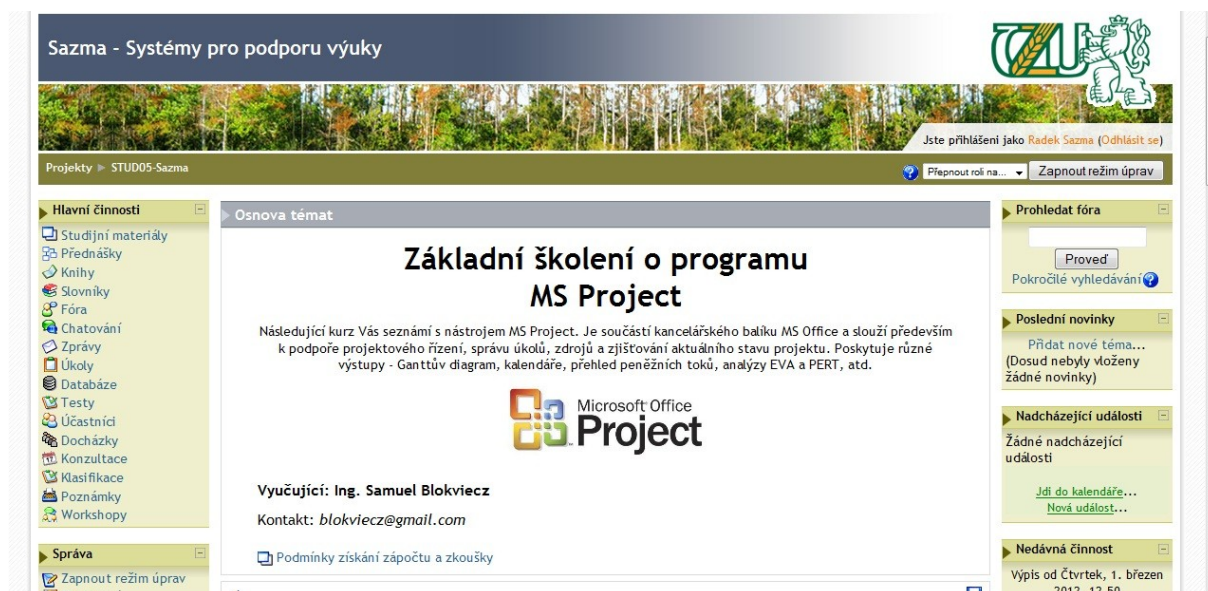 Sazma - Systémy pro podporu výuky
ČZU
Jste přihlášeni jako Radek Sazma (Odhlásit se)
Projekty ► STUD05-Sazma
Přepnout roli na...
Zapnout režim úprav
Hlavní činnosti
Studijní materiály
Přednášky
Knihy
Slovníky
Fóra
Chatování
Zprávy
Úkoly
Databáze
Testy
Účastníci
Docházky
Konzultace
Klasifikace
Poznámky
Workshopy
Správa
Zapnout režim úprav
Osnova témat
Základní školení o programu
MS Project
Následující kurz Vás seznámí s nástrojem MS Project. Je součástí kancelářského balíku MS Office a slouží především
k podpoře projektového řízení, správu úkolů, zdrojů a zjišťování aktuálního stavu projektu. Poskytuje různé
výstupy - Ganttův diagram, kalendáře, přehled peněžních toků, analýzy EVA a PERT, atd.
Microsoft Office
Project
Vyučující: Ing. Samuel Blokviecz
Kontakt: blokviecz@gmail.com
Podmínky získání zápočtu a zkoušky
Prohledat fóra
Proveď
Pokročilé vyhledávání
Poslední novinky
Přidat nové téma...
(Dosud nebyly vloženy
žádné novinky)
Nadcházející události
Žádné nadcházející
události
Jdi do kalendáře...
Nová událost...
Nedávná činnost
Výpis od Čtvrtek, 1. březen
2012, 12.50